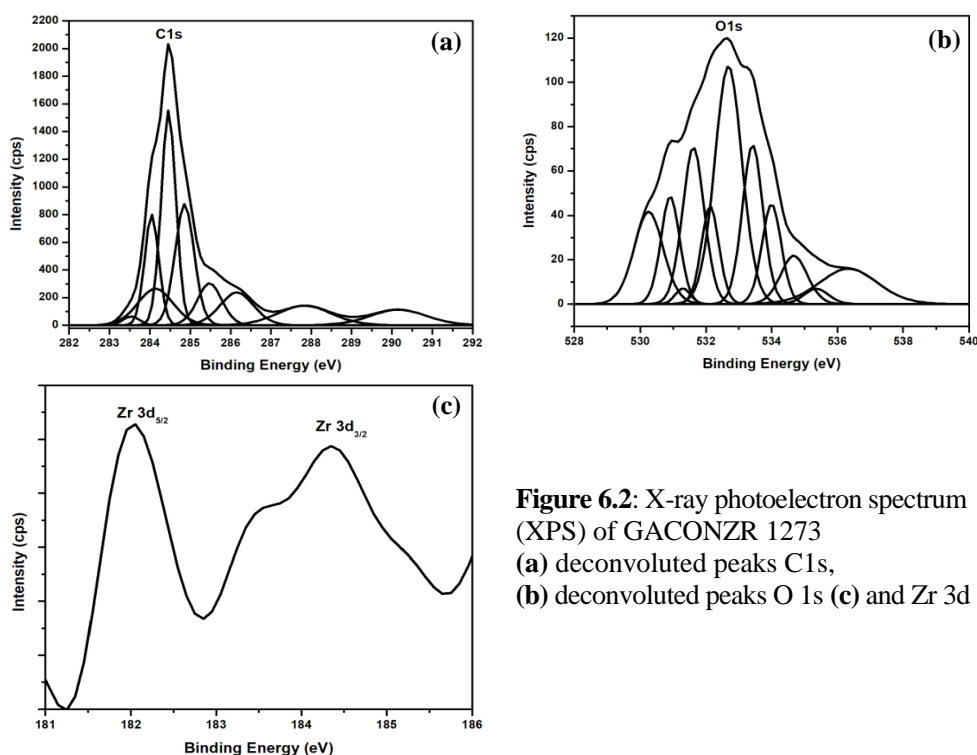 (a)
C1s
2200
2000
1800
1600
1400
1200
1000
800
600
400
200
0
Intensity (cps)
282 283 284 285 286 287 288 289 290 291 292
Binding Energy (eV)
(b)
O1s
120
100
80
60
40
20
0
Intensity (cps)
528 530 532 534 536 538 540
Binding Energy (eV)
(c)
Zr 3d5/2
Zr 3d3/2
Intensity (cps)
181 182 183 184 185 186
Binding Energy (eV)
Figure 6.2: X-ray photoelectron spectrum
(XPS) of GACONZR 1273
(a) deconvoluted peaks C1s,
(b) deconvoluted peaks O 1s (c) and Zr 3d